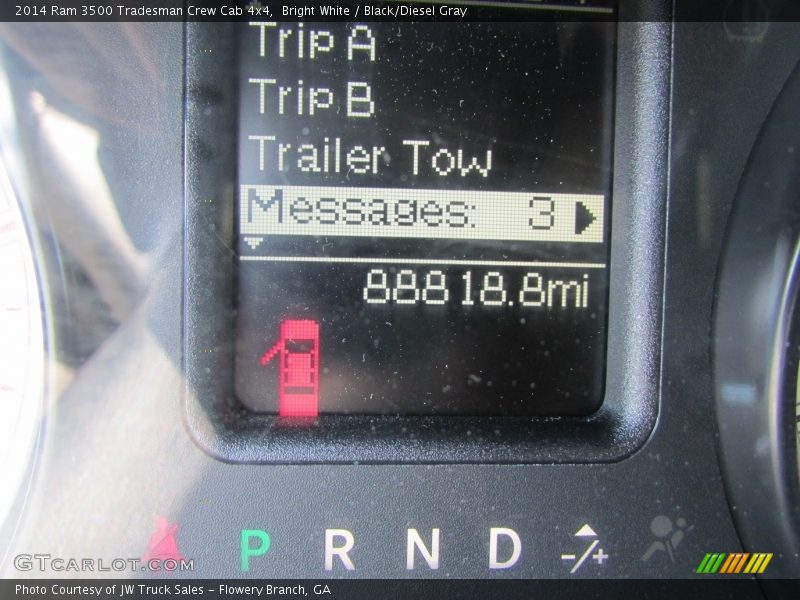 2014 Ram 3500 Tradesman Crew Cab 4x4, Bright White / Black/Diesel Gray
Trip A
Trip B
Trailer Tow
Messages: 3
88818.8mi
P R N D -/+
GTcarlot.com
Photo Courtesy of JW Truck Sales - Flowery Branch, GA